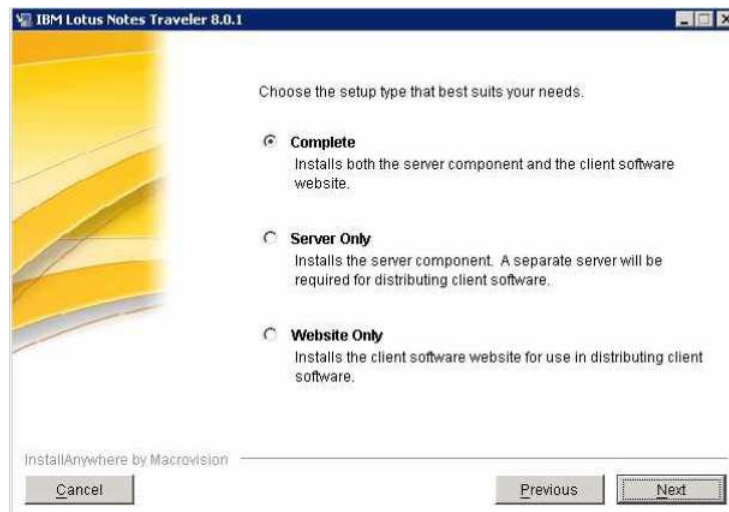 IBM Lotus Notes Traveler 8.0.1
Choose the setup type that best suits your needs.
Complete
Installs both the server component and the client software
website.
Server Only
Installs the server component. A separate server will be
required for distributing client software.
Website Only
Installs the client software website for use in distributing client
software.
InstallAnywhere by Macrovision
Cancel
Previous
Next